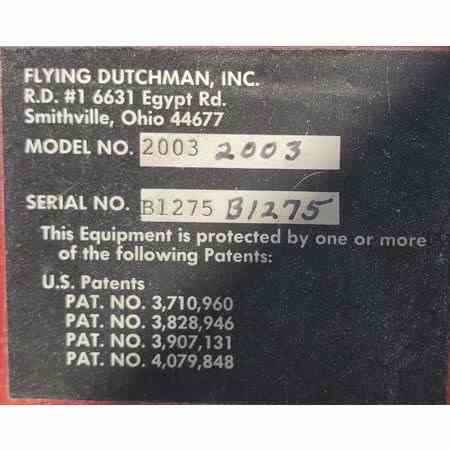 FLYING DUTCHMAN, INC.
R.D. #1 6631 Egypt Rd.
Smithville, Ohio 44677
MODEL NO. 2003 2003
SERIAL NO. B1275 B1275
This Equipment is protected by one or more
of the following Patents:
U.S. Patents
PAT. NO. 3,710,960
PAT. NO. 3,828,946
PAT. NO. 3,907,131
PAT. NO. 4,079,848